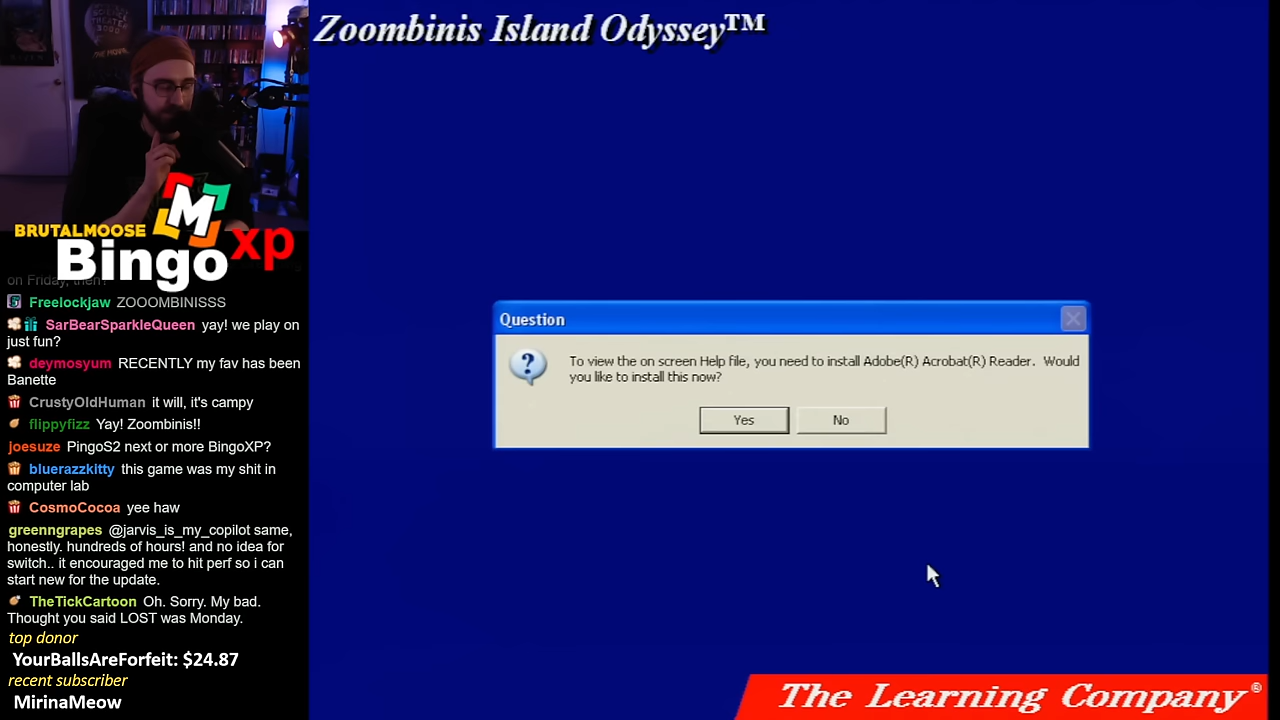 Zoombinis Island Odyssey™
BRUTALMOOSE
M
Bingo xp
on Friday, then?
Freelockjaw ZOOOMBINISSS
SarBearSparkleQueen yay! we play on
just fun?
deymosyum RECENTLY my fav has been
Banette
CrustyOldHuman it will, it's campy
flippyfizz Yay! Zoombinis!!
joesuze PingoS2 next or more BingoXP?
bluerazzkitty this game was my shit in
computer lab
CosmoCocoa yee haw
greenngrapes @jarvis_is_my_copilot same,
honestly. hundreds of hours! and no idea for
switch.. it encouraged me to hit perf so i can
start new for the update.
TheTickCartoon Oh. Sorry. My bad.
Thought you said LOST was Monday.
top donor
YourBallsAreForfeit: $24.87
recent subscriber
MirinaMeow
Question
To view the on screen Help file, you need to install Adobe(R) Acrobat(R) Reader. Would
you like to install this now?
Yes No
The Learning Company®